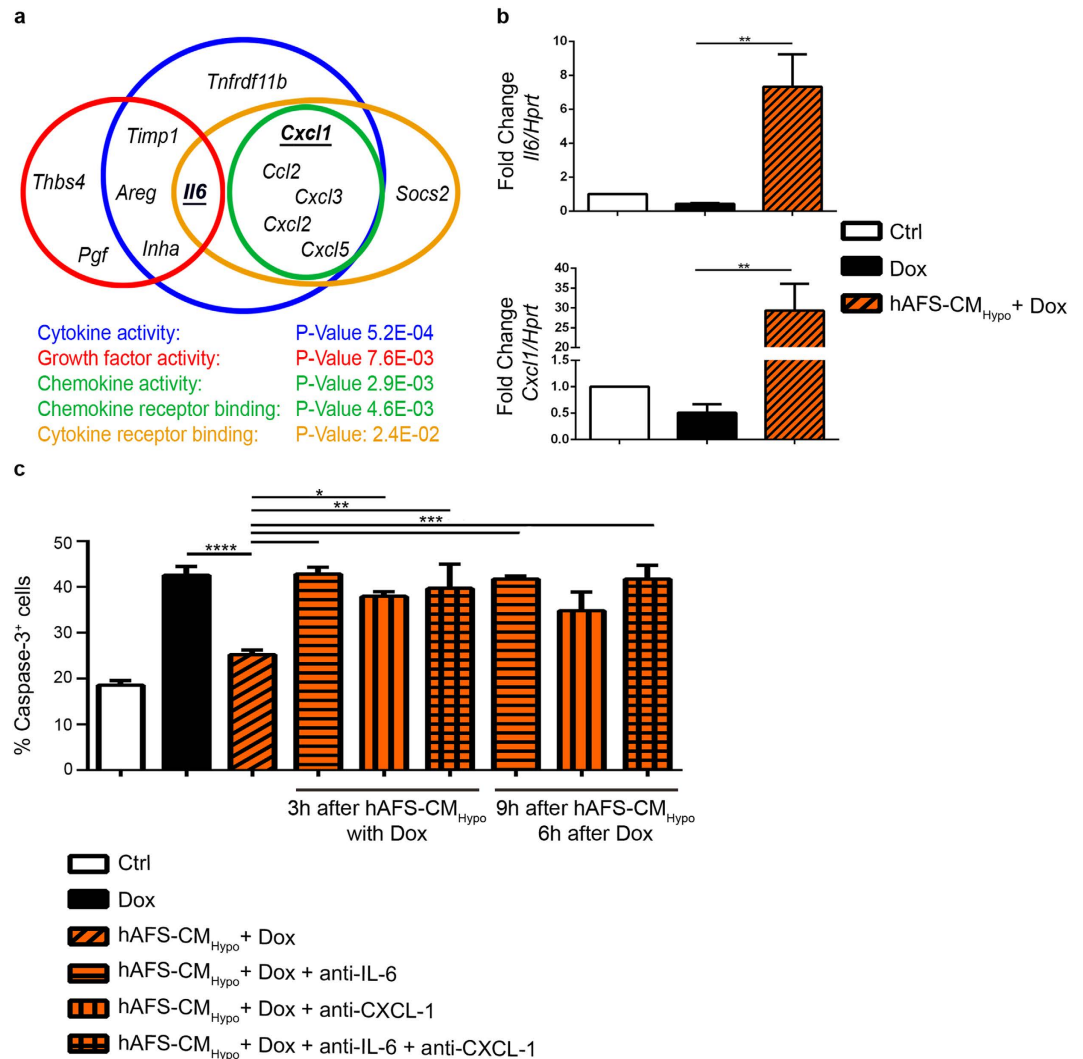 a
Tnfrdf11b
Timp1
Cxcl1
Thbs4
Areg
Il6
Ccl2
Cxcl3
Socs2
Cxcl2
Pgf
Inha
Cxcl5
Cytokine activity: P-Value 5.2E-04
Growth factor activity: P-Value 7.6E-03
Chemokine activity: P-Value 2.9E-03
Chemokine receptor binding: P-Value 4.6E-03
Cytokine receptor binding: P-Value: 2.4E-02
b
Fold Change
Il6/Hprt
10
8
6
4
2
0
**
Fold Change
Cxcl1/Hprt
40
35
30
25
20
1.5
1.0
0.5
0.0
**
Ctrl
Dox
hAFS-CMHypo + Dox
c
% Caspase-3+ cells
50
40
30
20
10
0
*
**
***
****
3h after hAFS-CMHypo
with Dox
9h after hAFS-CMHypo
6h after Dox
Ctrl
Dox
hAFS-CMHypo + Dox
hAFS-CMHypo + Dox + anti-IL-6
hAFS-CMHypo + Dox + anti-CXCL-1
hAFS-CMHypo + Dox + anti-IL-6 + anti-CXCL-1